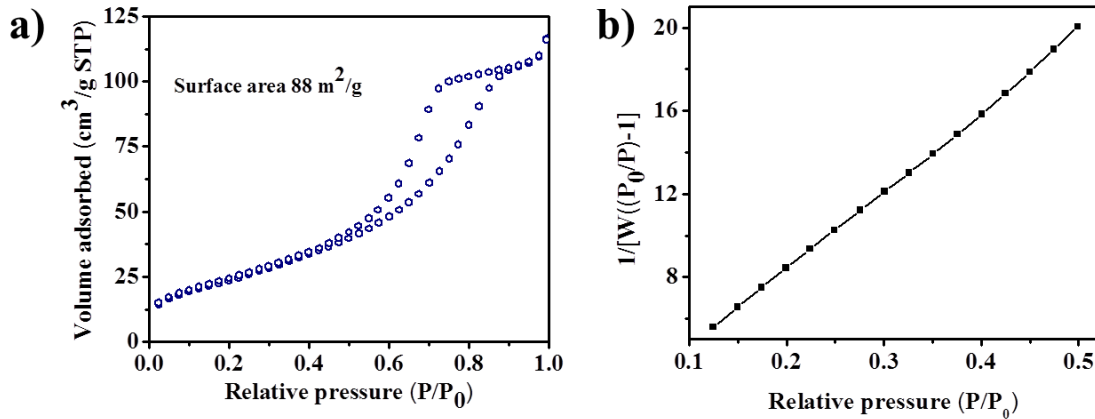 a)
Volume adsorbed (cm³/g STP)
125
100
75
50
25
0
Surface area 88 m²/g
0.0 0.2 0.4 0.6 0.8 1.0
Relative pressure (P/P₀)
b)
1/[W((P₀/P)-1]
20
16
12
8
0.1 0.2 0.3 0.4 0.5
Relative pressure (P/P₀)